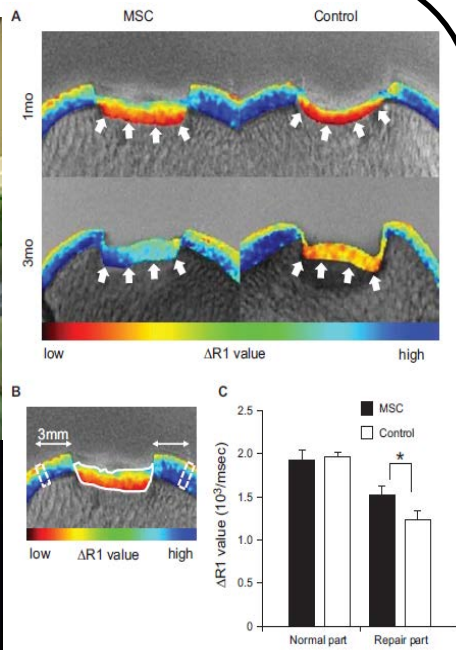 A
MSC Control
1mo
3mo
low ΔR1 value high
B
3mm
low ΔR1 value high
C
MSC
Control
*
ΔR1 value (10³/msec)
2.5
2.0
1.5
1.0
0.5
0
Normal part Repair part